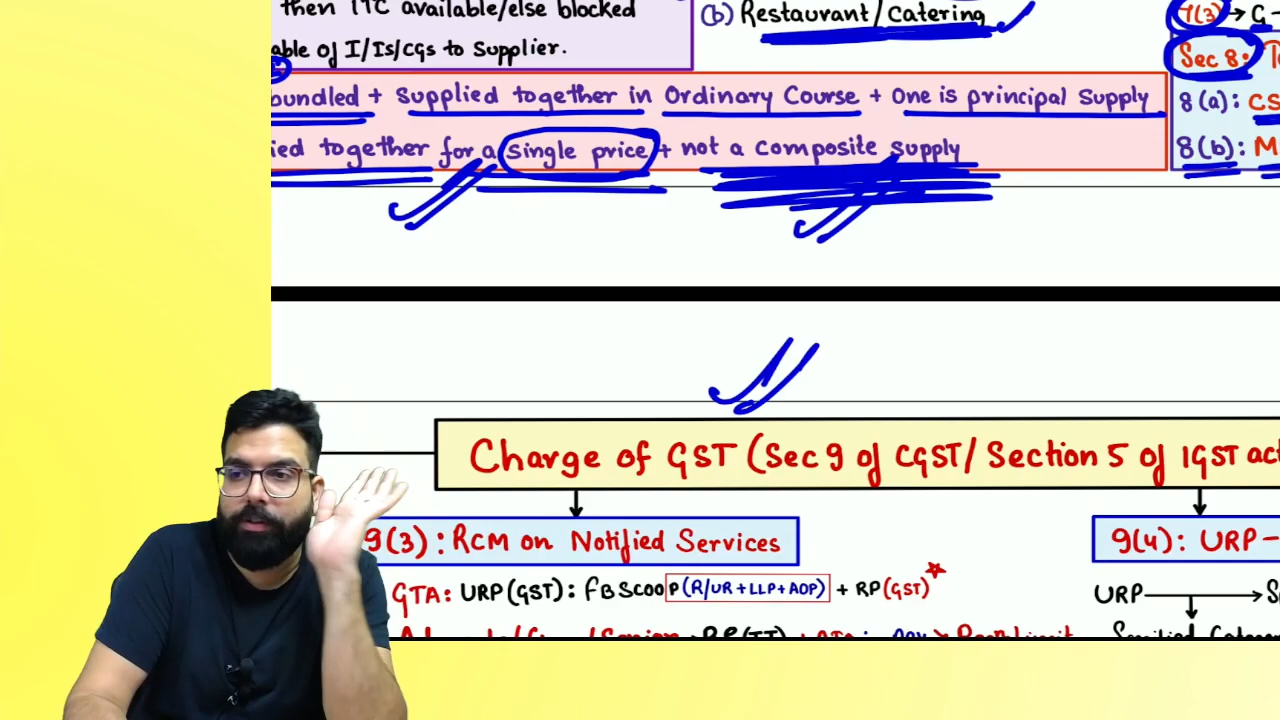 then ITC available/else blocked
able of I/Is/CGs to Supplier.
(b) Restaurant/Catering
7(3) → G
Sec 8:
bundled + Supplied together in Ordinary Course + One is principal Supply
8(a): CS
ied together for a single price + not a composite supply
8(b): M
Charge of GST (Sec 9 of CGST/ Section 5 of IGST act
9(3): RCM on Notified Services
9(4): URP-
GTA: URP(GST): FBSCOOP(R/UR+LLP+AOP) + RP(GST)*
URP → S